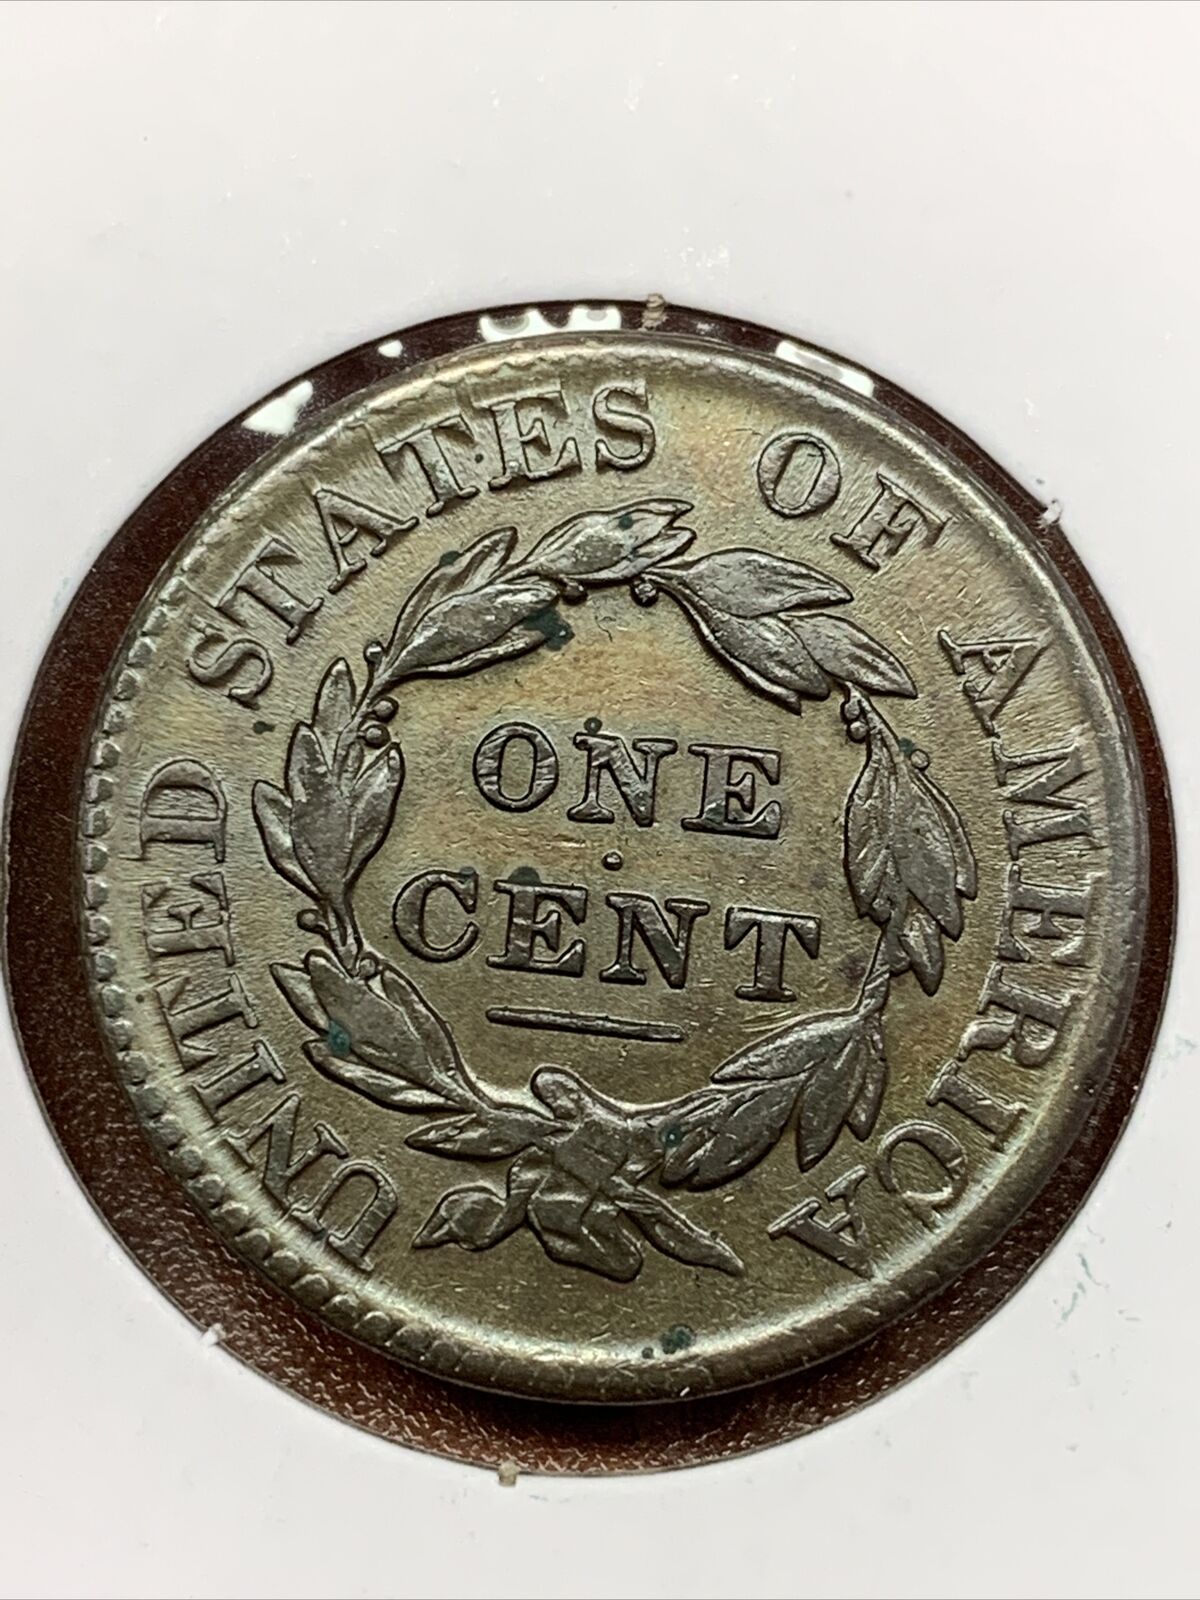 UNITED STATES OF AMERICA
ONE
CENT